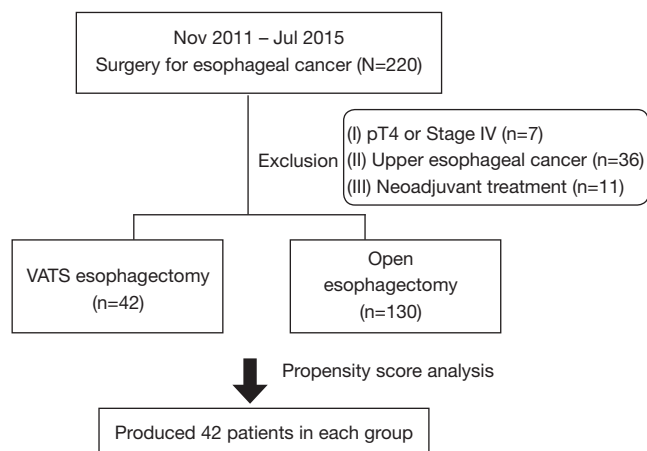 Nov 2011 – Jul 2015
Surgery for esophageal cancer (N=220)
Exclusion
(I) pT4 or Stage IV (n=7)
(II) Upper esophageal cancer (n=36)
(III) Neoadjuvant treatment (n=11)
VATS esophagectomy
(n=42)
Open
esophagectomy
(n=130)
Propensity score analysis
Produced 42 patients in each group